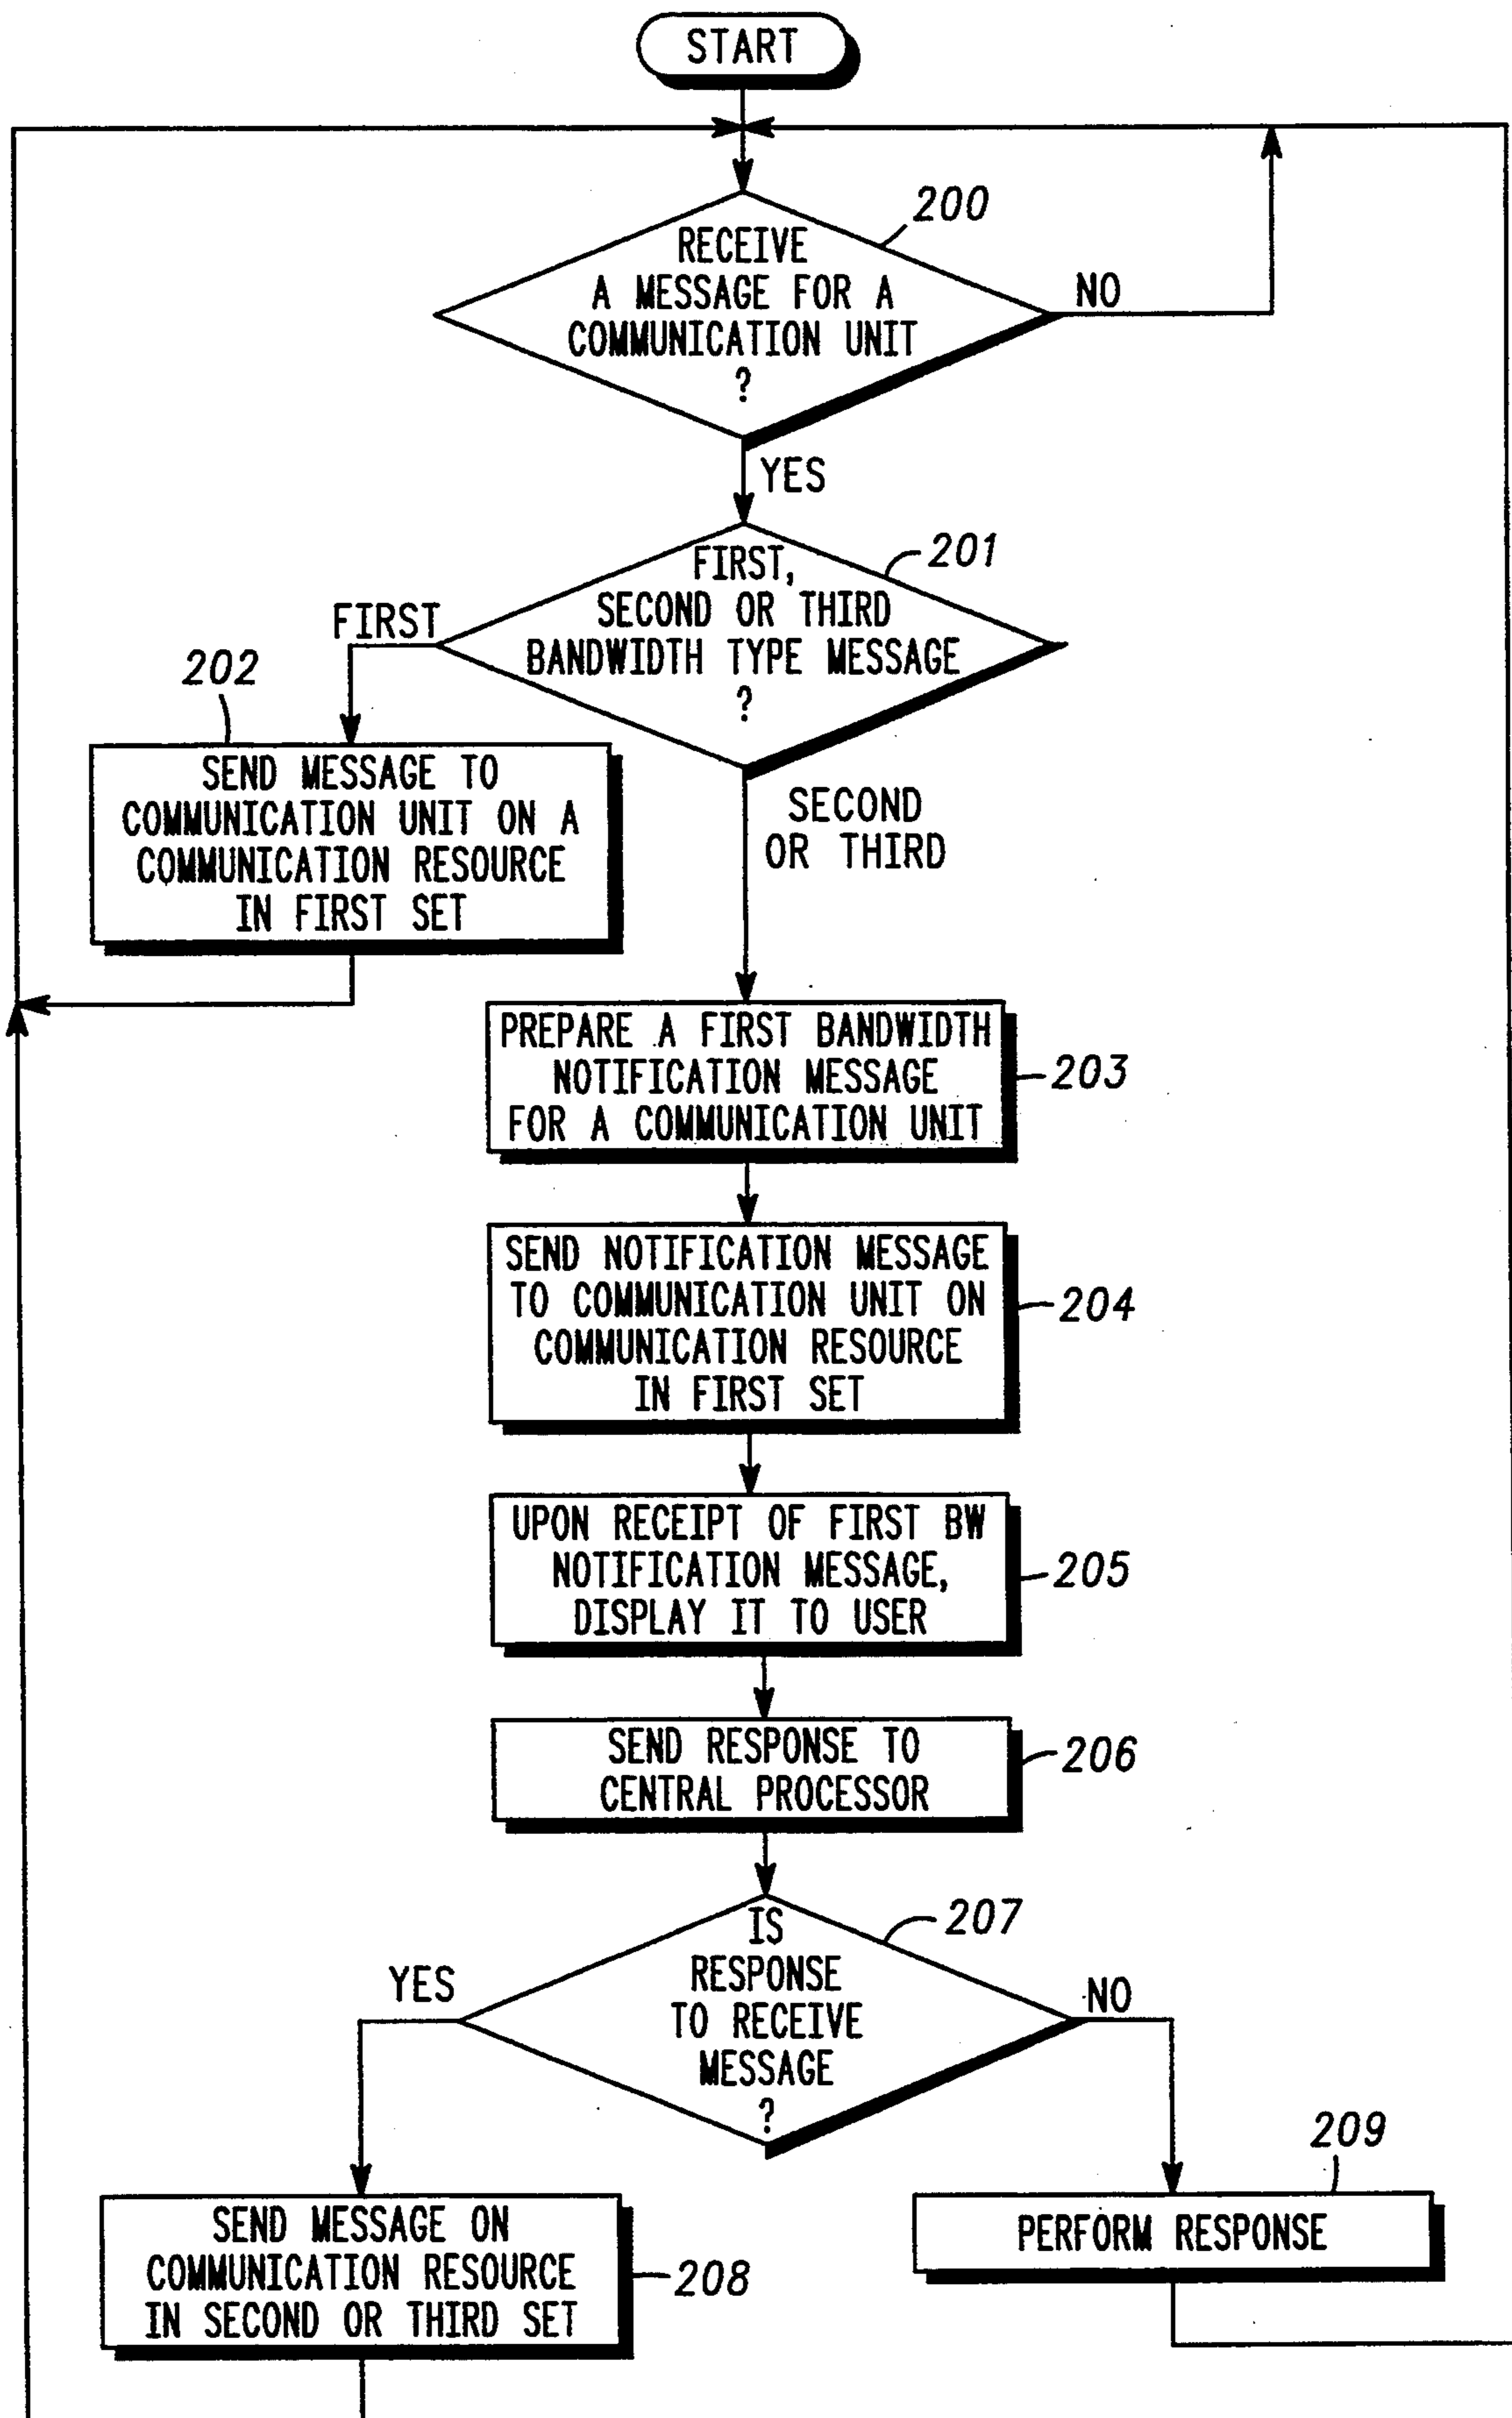 START
200
RECEIVE
A MESSAGE FOR A
COMMUNICATION UNIT
?
NO
YES
201
FIRST,
SECOND OR THIRD
BANDWIDTH TYPE MESSAGE
?
FIRST
202
SEND MESSAGE TO
COMMUNICATION UNIT ON A
COMMUNICATION RESOURCE
IN FIRST SET
SECOND
OR THIRD
PREPARE A FIRST BANDWIDTH
NOTIFICATION MESSAGE
FOR A COMMUNICATION UNIT
203
SEND NOTIFICATION MESSAGE
TO COMMUNICATION UNIT ON
COMMUNICATION RESOURCE
IN FIRST SET
204
UPON RECEIPT OF FIRST BW
NOTIFICATION MESSAGE,
DISPLAY IT TO USER
205
SEND RESPONSE TO
CENTRAL PROCESSOR
206
207
IS
RESPONSE
TO RECEIVE
MESSAGE
?
YES
NO
SEND MESSAGE ON
COMMUNICATION RESOURCE
IN SECOND OR THIRD SET
208
209
PERFORM RESPONSE